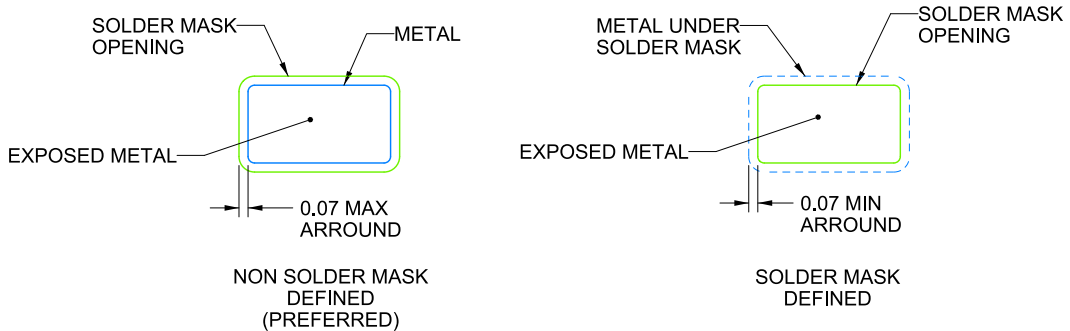 SOLDER MASK
OPENING
METAL
EXPOSED METAL
0.07 MAX
ARROUND
NON SOLDER MASK
DEFINED
(PREFERRED)
METAL UNDER
SOLDER MASK
SOLDER MASK
OPENING
EXPOSED METAL
0.07 MIN
ARROUND
SOLDER MASK
DEFINED